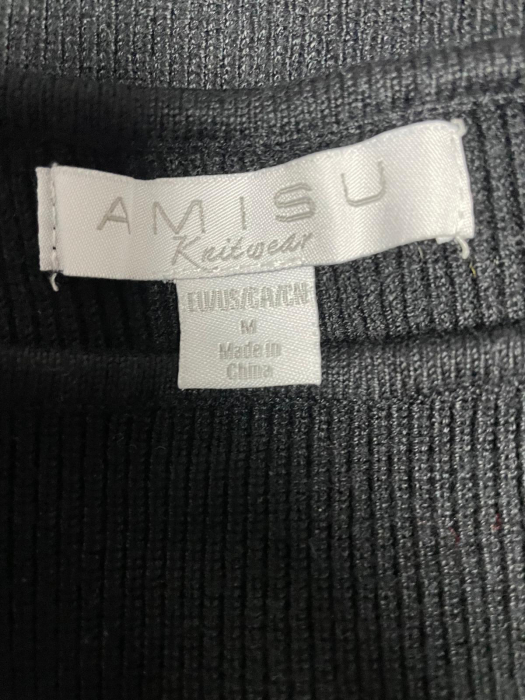 AMISU
Knitwear
EU/US/CA/CN
M
Made in
China